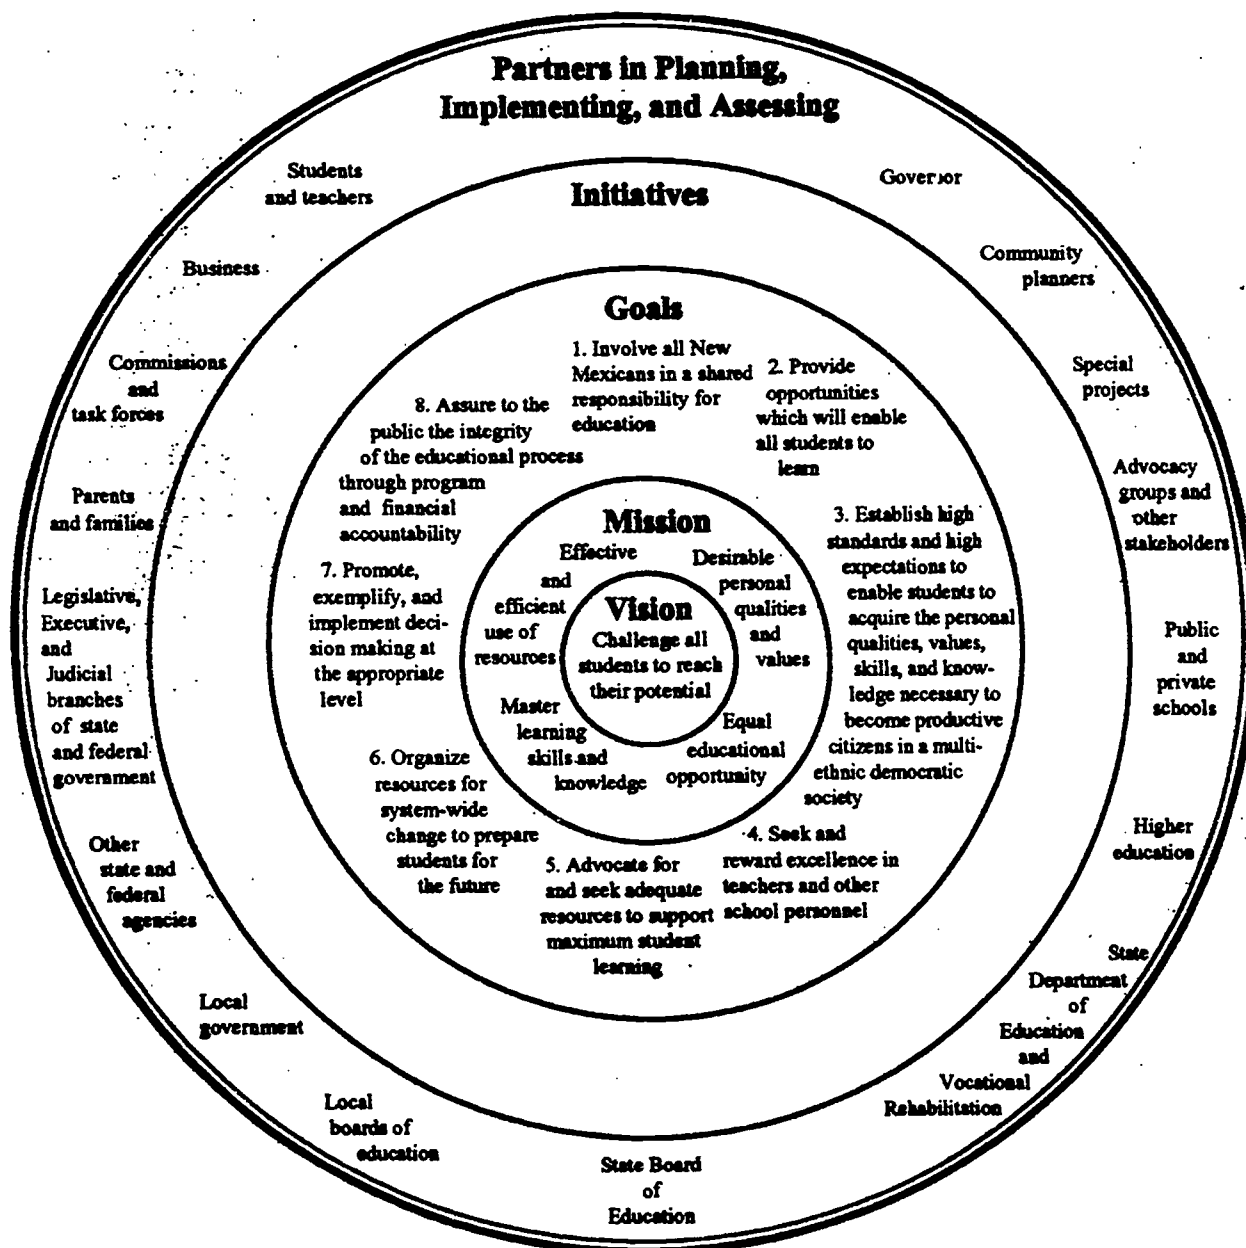 Partners in Planning,
Implementing, and Assessing
Students
and teachers
Business
Commissions
and
task forces
Parents
and families
Legislative,
Executive,
and
Judicial
branches
of state
and federal
government
Other
state and
federal
agencies
Local
government
Local
boards of
education
State Board
of
Education
State
Department
of
Education
and
Vocational
Rehabilitation
Higher
education
Public
and
private
schools
Advocacy
groups and
other
stakeholders
Special
projects
Community
planners
Governor
Initiatives
Goals
1. Involve all New
Mexicans in a shared
responsibility for
education
2. Provide
opportunities
which will enable
all students to
learn
3. Establish high
standards and high
expectations to
enable students to
acquire the personal
qualities, values,
skills, and know-
ledge necessary to
become productive
citizens in a multi-
ethnic democratic
society
4. Seek and
reward excellence in
teachers and other
school personnel
5. Advocate for
and seek adequate
resources to support
maximum student
learning
6. Organize
resources for
system-wide
change to prepare
students for
the future
7. Promote,
exemplify, and
implement deci-
sion making at
the appropriate
level
8. Assure to the
public the integrity
of the educational process
through program
and financial
accountability
Mission
Effective
and
efficient
use of
resources
Desirable
personal
qualities
and
values
Equal
educational
opportunity
Master
learning
skills and
knowledge
Vision
Challenge all
students to reach
their potential